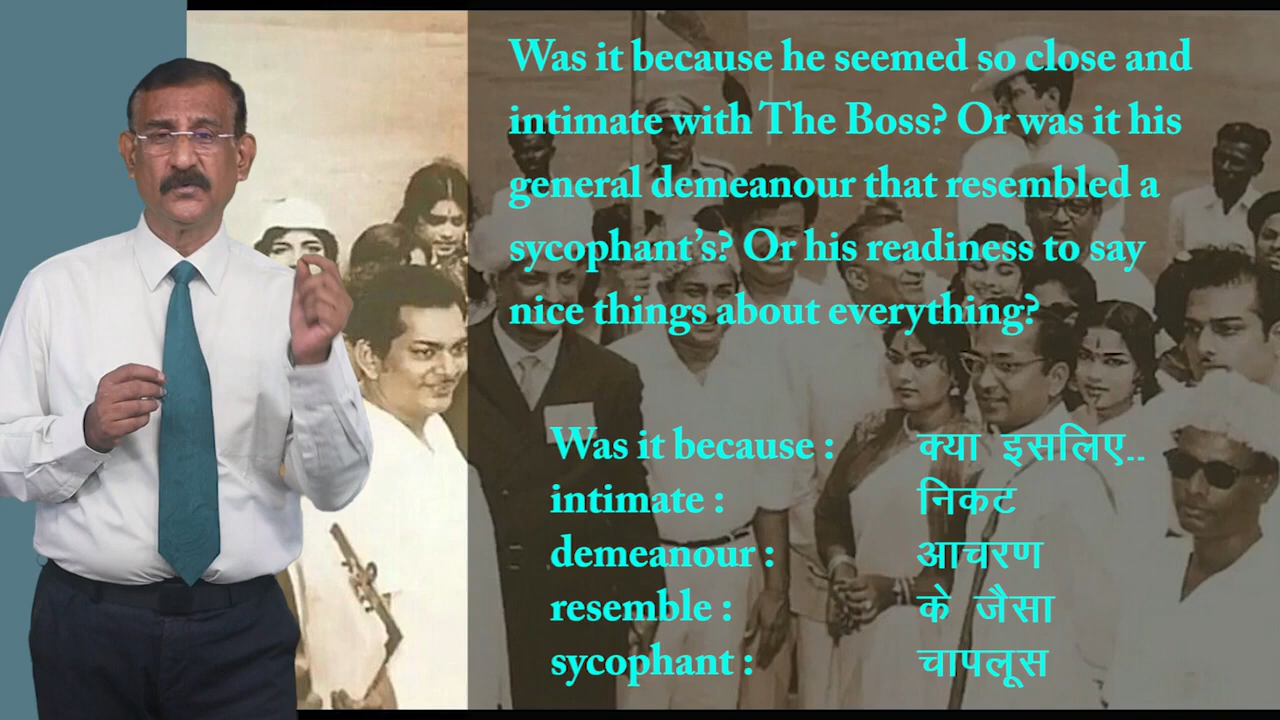 Was it because he seemed so close and
intimate with The Boss? Or was it his
general demeanour that resembled a
sycophant’s? Or his readiness to say
nice things about everything?
Was it because : क्या इसलिए..
intimate : निकट
demeanour : आचरण
resemble : के जैसा
sycophant : चापलूस